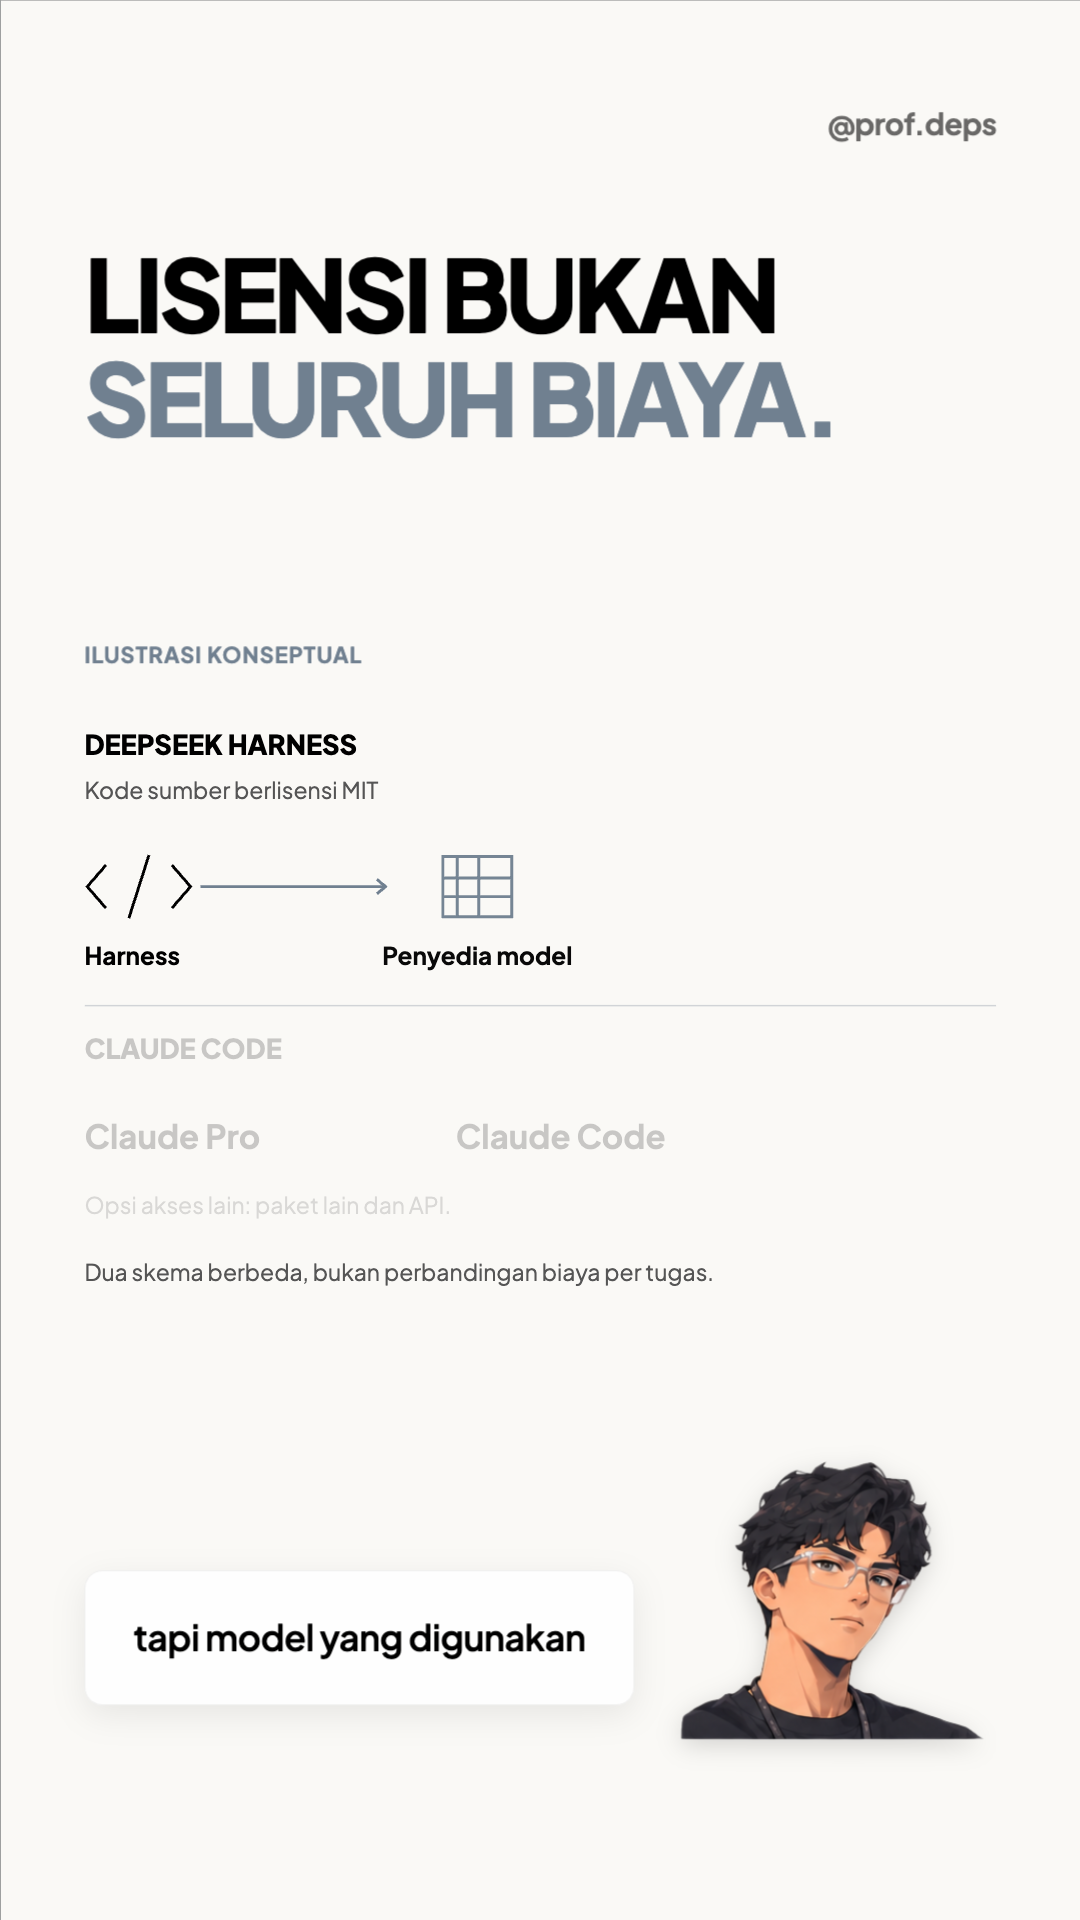 @prof.deps
LISENSI BUKAN
SELURUH BIAYA.
ILUSTRASI KONSEPTUAL
DEEPSEEK HARNESS
Kode sumber berlisensi MIT
Harness
Penyedia model
CLAUDE CODE
Claude Pro
Claude Code
Opsi akses lain: paket lain dan API.
Dua skema berbeda, bukan perbandingan biaya per tugas.
tapi model yang digunakan